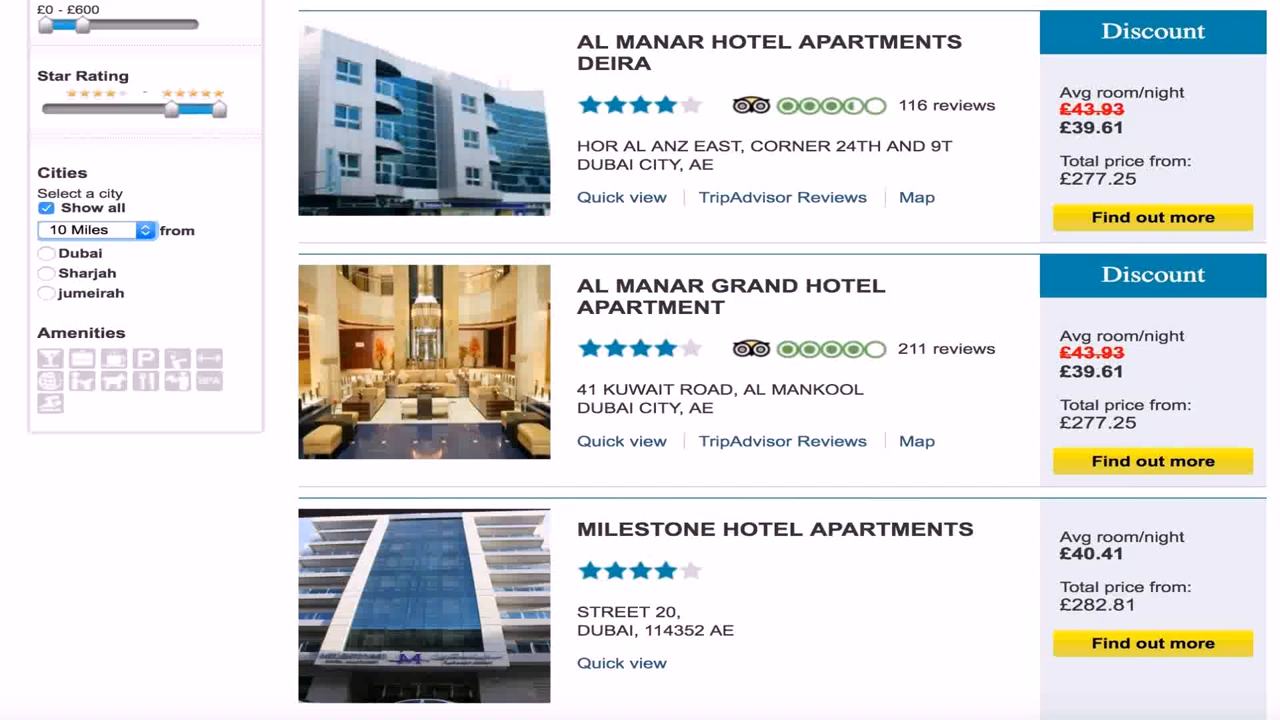 £0 - £600
Star Rating
-
Cities
Select a city
Show all
10 Miles from
Dubai
Sharjah
jumeirah
Amenities
AL MANAR HOTEL APARTMENTS
DEIRA
116 reviews
HOR AL ANZ EAST, CORNER 24TH AND 9T
DUBAI CITY, AE
Quick view
TripAdvisor Reviews
Map
Discount
Avg room/night
£43.93
£39.61
Total price from:
£277.25
Find out more
AL MANAR GRAND HOTEL
APARTMENT
211 reviews
41 KUWAIT ROAD, AL MANKOOL
DUBAI CITY, AE
Quick view
TripAdvisor Reviews
Map
Discount
Avg room/night
£43.93
£39.61
Total price from:
£277.25
Find out more
MILESTONE HOTEL APARTMENTS
STREET 20,
DUBAI, 114352 AE
Quick view
Avg room/night
£40.41
Total price from:
£282.81
Find out more